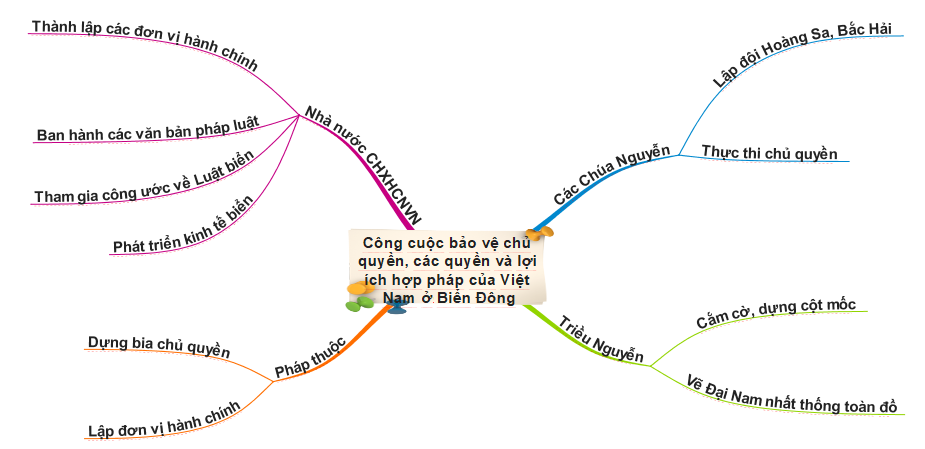 Công cuộc bảo vệ chủ
quyền, các quyền và lợi
ích hợp pháp của Việt
Nam ở Biển Đông
Các Chúa Nguyễn
Lập đội Hoàng Sa, Bắc Hải
Thực thi chủ quyền
Triều Nguyễn
Cắm cờ, dựng cột mốc
Vẽ Đại Nam nhất thống toàn đồ
Pháp thuộc
Dựng bia chủ quyền
Lập đơn vị hành chính
Nhà nước CHXHCNVN
Thành lập các đơn vị hành chính
Ban hành các văn bản pháp luật
Tham gia công ước về Luật biển
Phát triển kinh tế biển